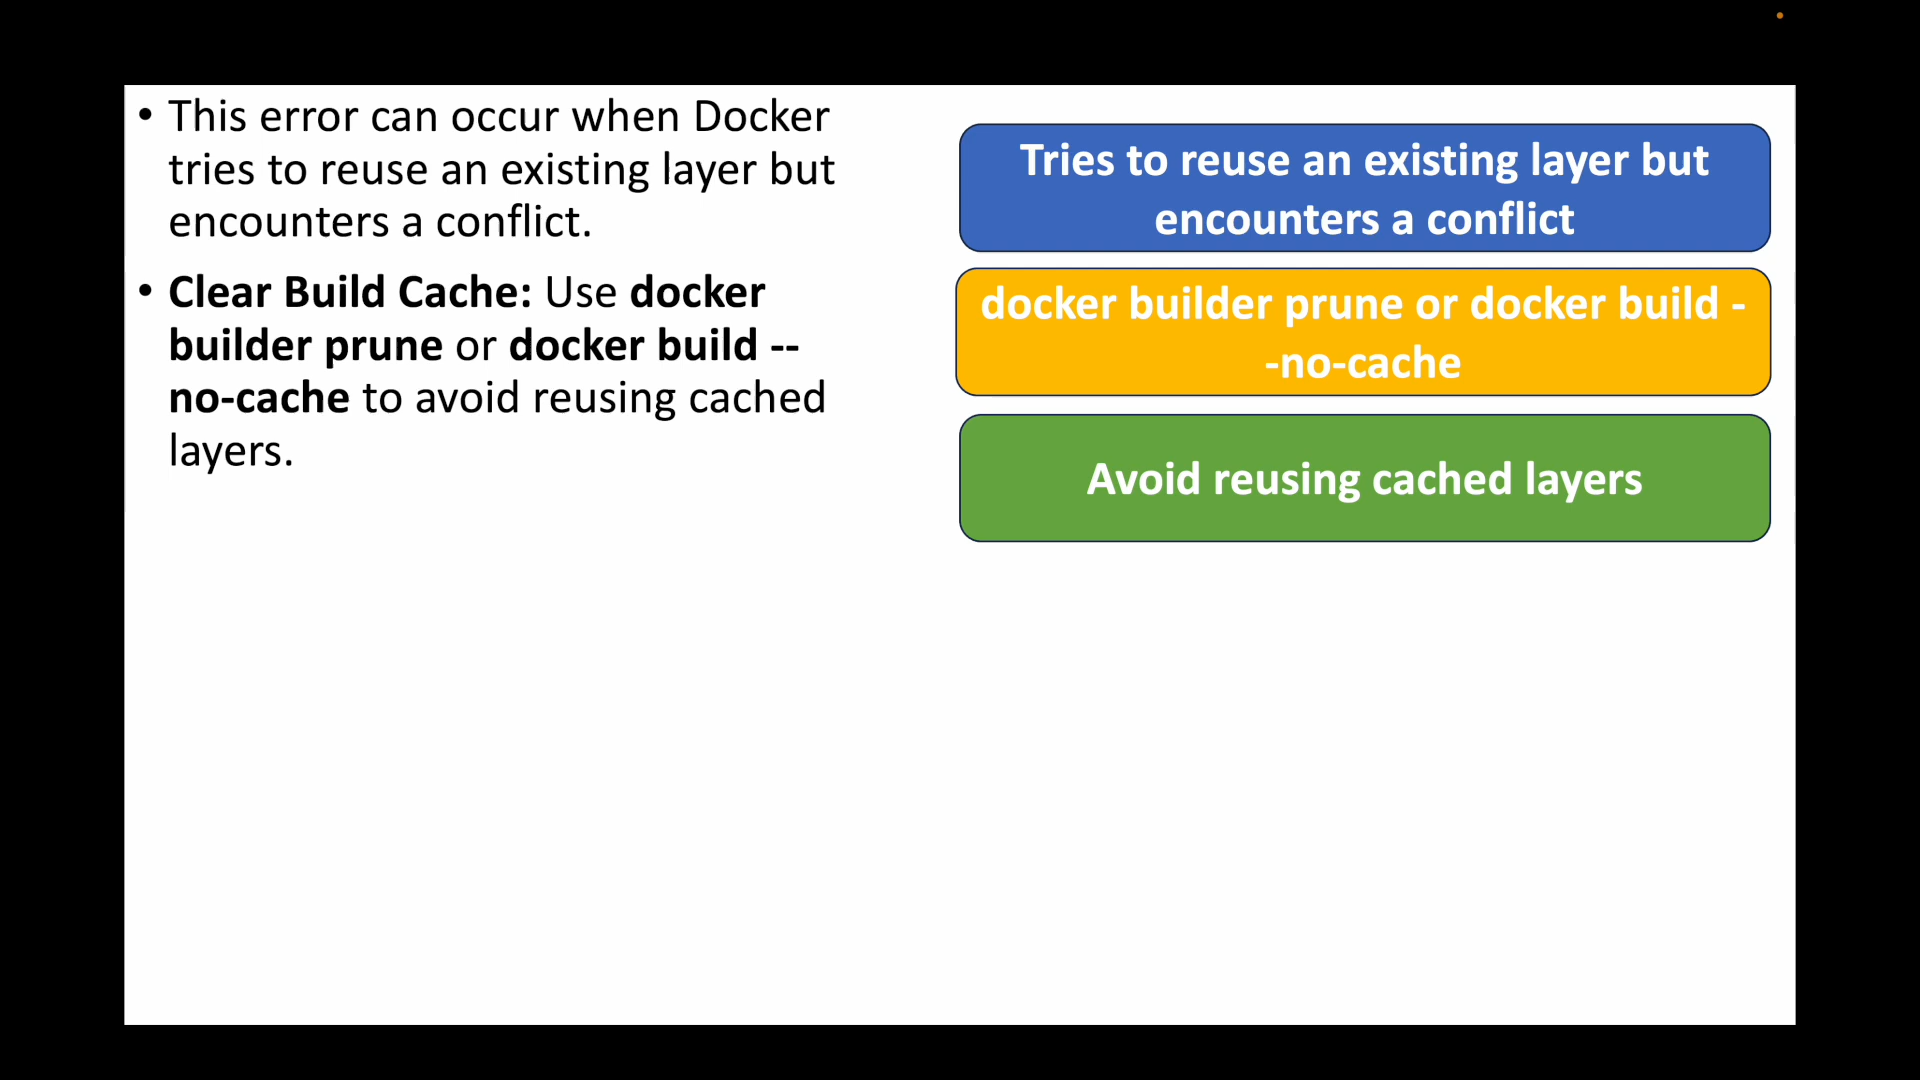 • This error can occur when Docker
tries to reuse an existing layer but
encounters a conflict.
• Clear Build Cache: Use docker
builder prune or docker build --
no-cache to avoid reusing cached
layers.
Tries to reuse an existing layer but
encounters a conflict
docker builder prune or docker build -
-no-cache
Avoid reusing cached layers